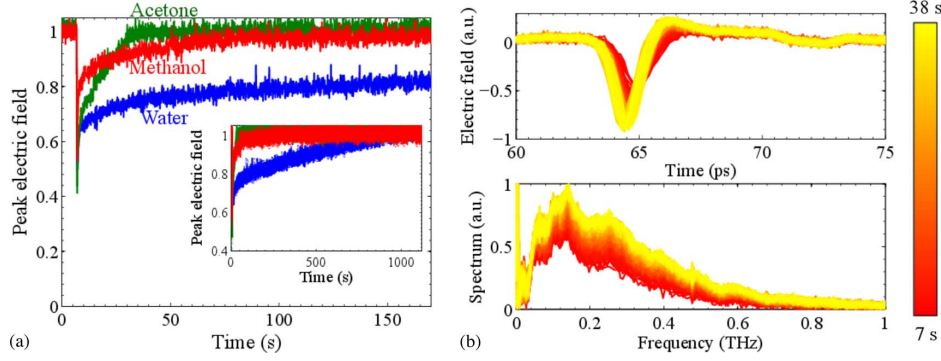 (a)
Peak electric field
1
0.8
0.6
0.4
0.2
0
Acetone
Methanol
Water
0
50
100
150
Time (s)
Peak electric field
1
0.8
0.6
0.4
0
500
1000
Time (s)
(b)
Electric field (a.u.)
0
−0.5
−1
60
65
70
75
Time (ps)
Spectrum (a.u.)
1
0.5
0
0
0.2
0.4
0.6
0.8
1
Frequency (THz)
38 s
7 s